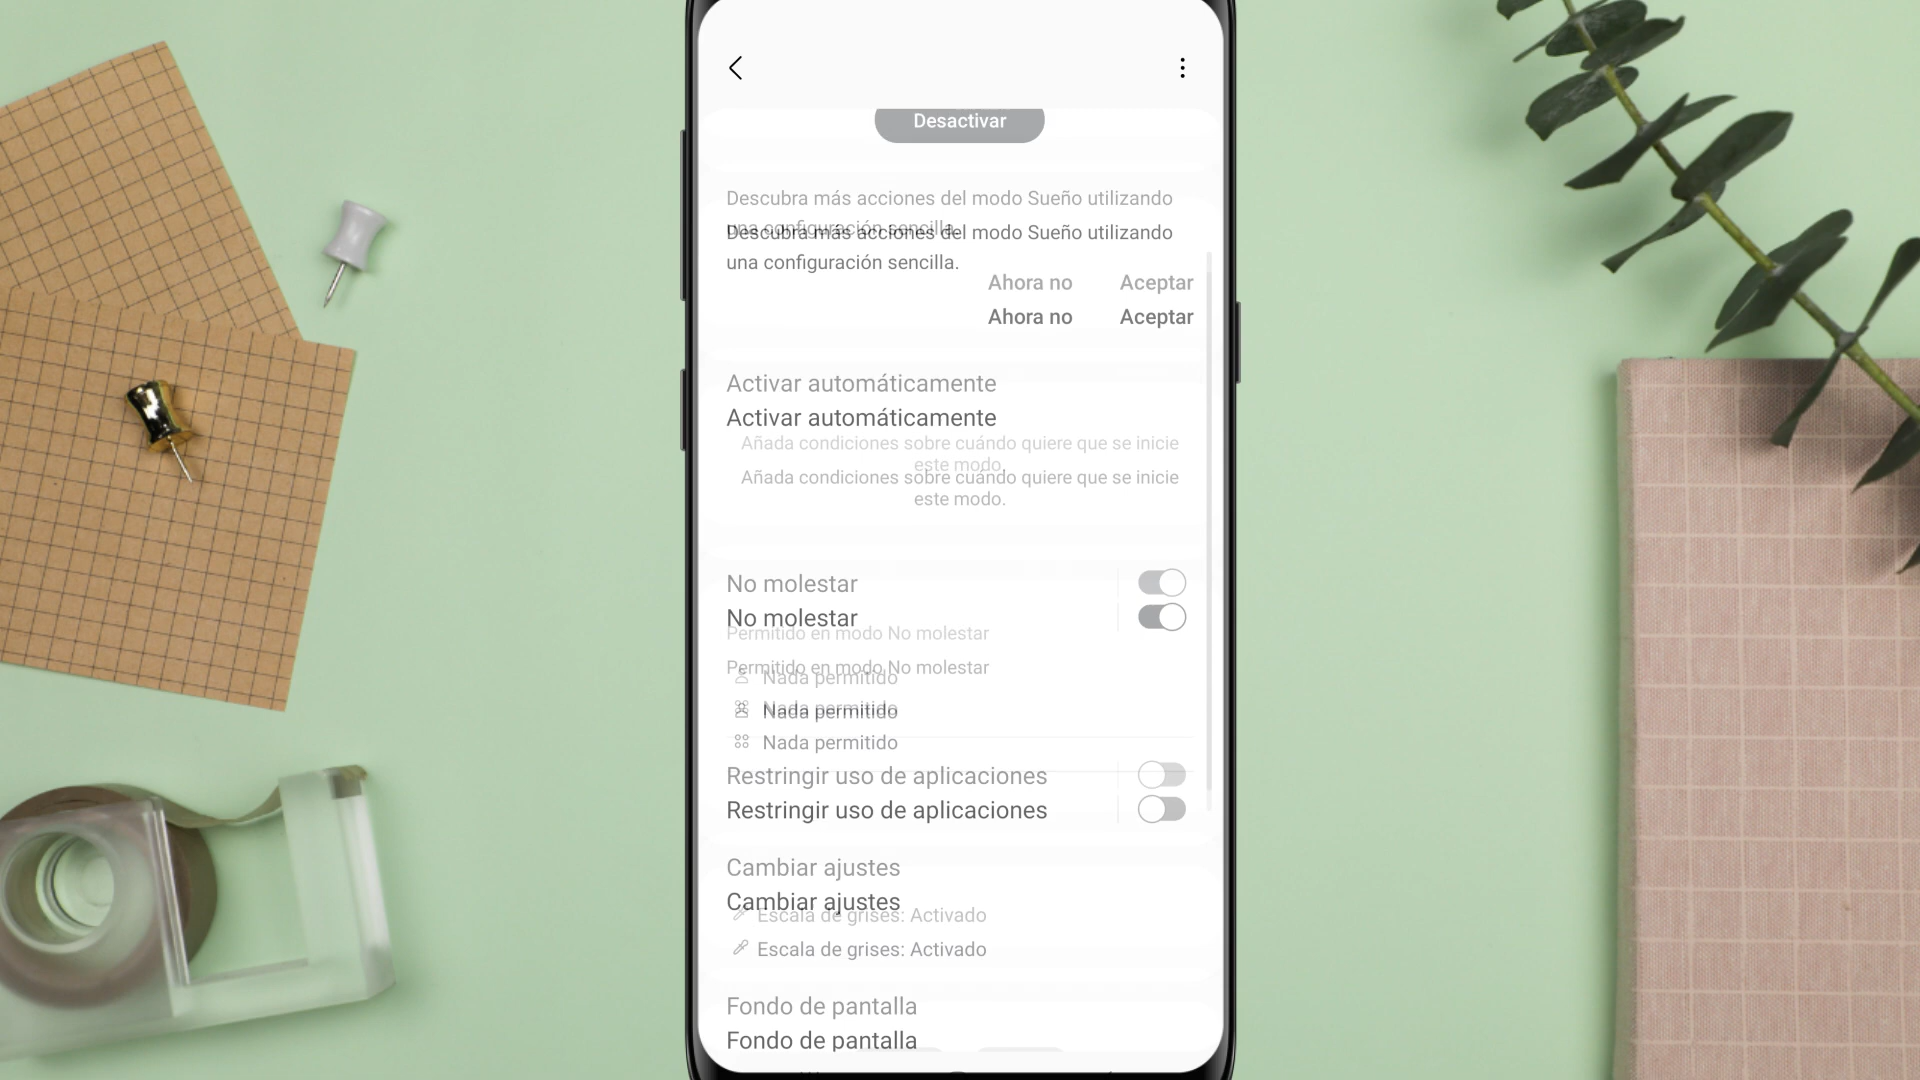 Desactivar
Descubra más acciones del modo Sueño utilizando
una configuración sencilla.
Descubra más acciones del modo Sueño utilizando
una configuración sencilla.
Ahora no Aceptar
Ahora no Aceptar
Activar automáticamente
Activar automáticamente
Añada condiciones sobre cuándo quiere que se inicie
este modo.
Añada condiciones sobre cuándo quiere que se inicie
este modo.
No molestar
No molestar
Permitido en modo No molestar
Permitido en modo No molestar
Nada permitido
Nada permitido
Nada permitido
Nada permitido
Restringir uso de aplicaciones
Restringir uso de aplicaciones
Cambiar ajustes
Cambiar ajustes
Escala de grises: Activado
Escala de grises: Activado
Fondo de pantalla
Fondo de pantalla